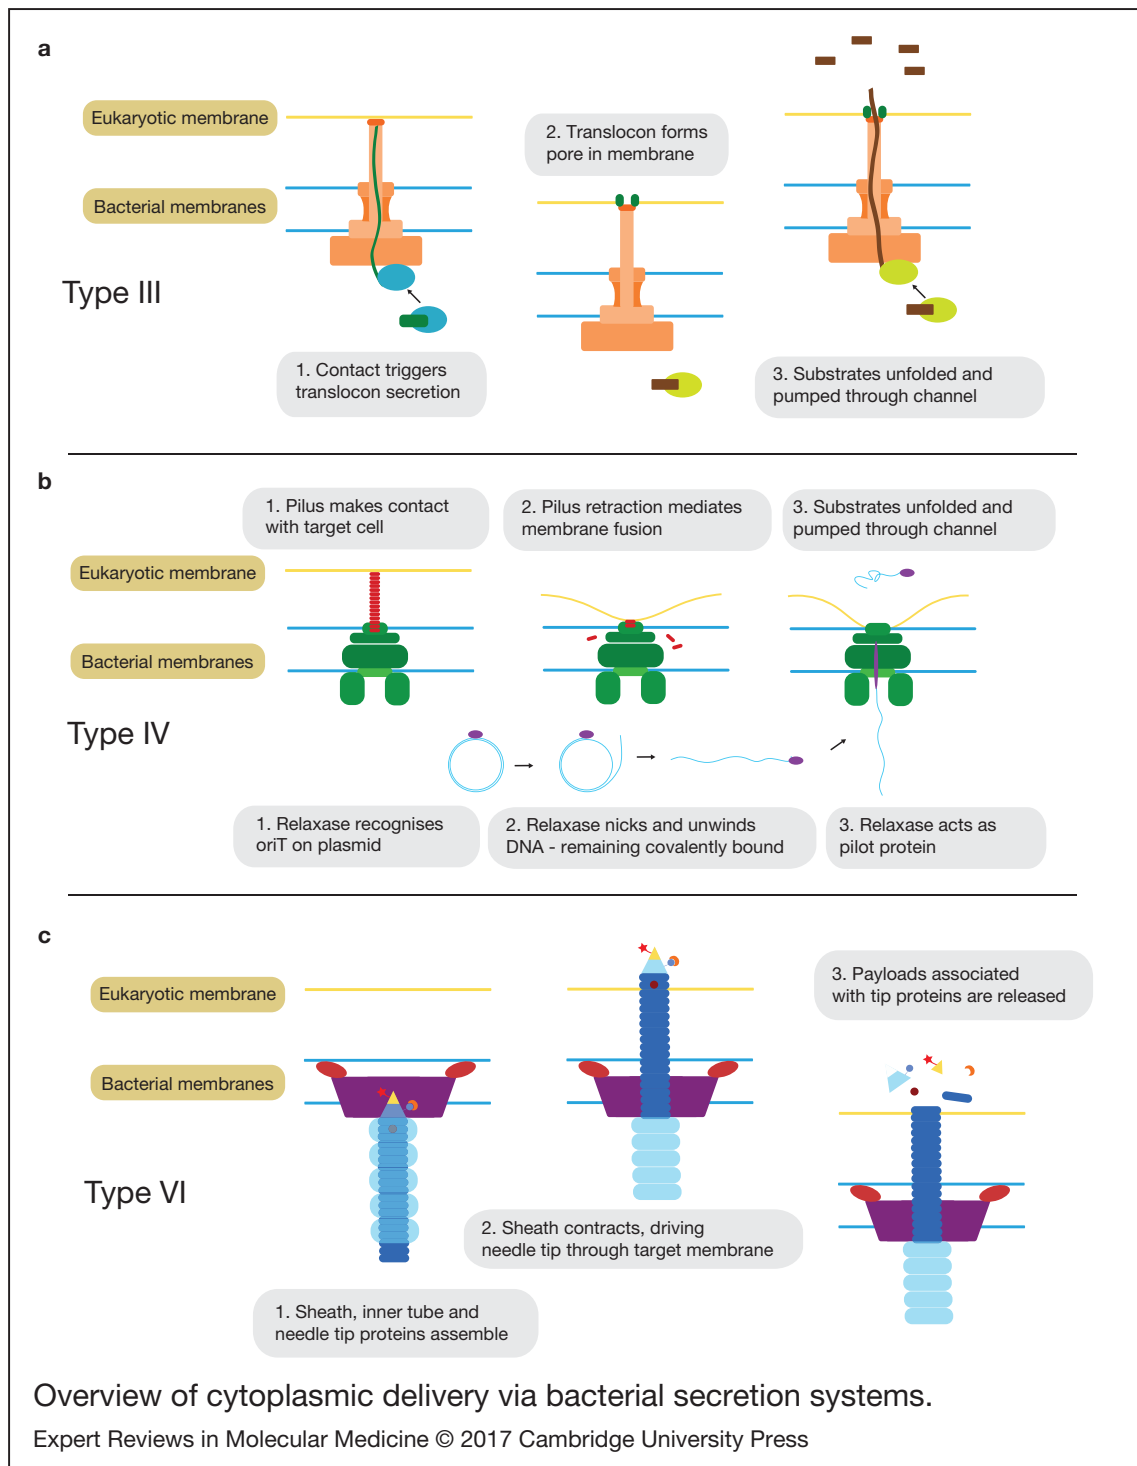 a
Eukaryotic membrane
2. Translocon forms
pore in membrane
Bacterial membranes
Type III
1. Contact triggers
translocon secretion
3. Substrates unfolded and
pumped through channel
b
1. Pilus makes contact
with target cell
2. Pilus retraction mediates
membrane fusion
3. Substrates unfolded and
pumped through channel
Eukaryotic membrane
Bacterial membranes
Type IV
1. Relaxase recognises
oriT on plasmid
2. Relaxase nicks and unwinds
DNA - remaining covalently bound
3. Relaxase acts as
pilot protein
c
Eukaryotic membrane
3. Payloads associated
with tip proteins are released
Bacterial membranes
Type VI
2. Sheath contracts, driving
needle tip through target membrane
1. Sheath, inner tube and
needle tip proteins assemble
Overview of cytoplasmic delivery via bacterial secretion systems.
Expert Reviews in Molecular Medicine © 2017 Cambridge University Press